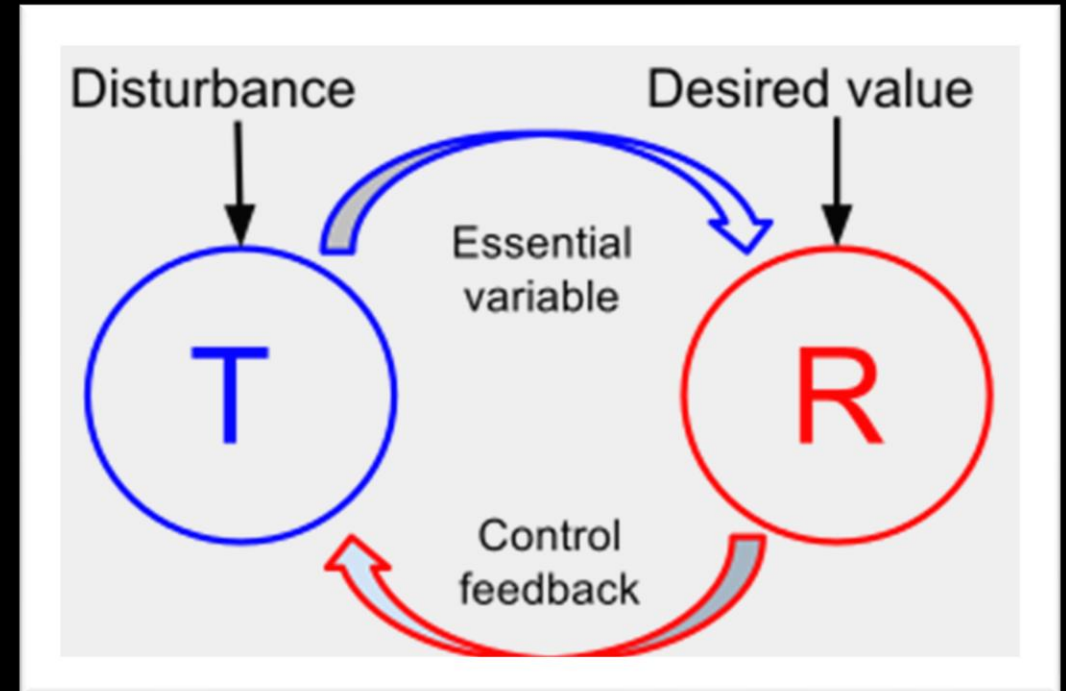 Disturbance
Desired value
Essential
variable
T
R
Control
feedback